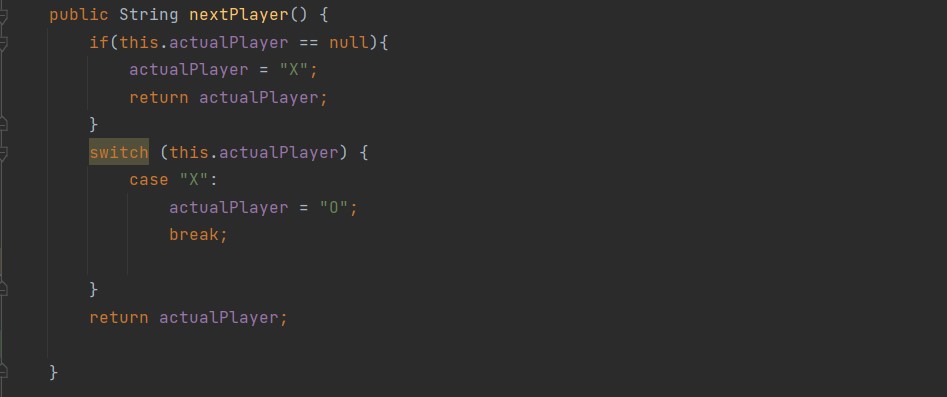 public String nextPlayer() {
if(this.actualPlayer == null){
actualPlayer = "X";
return actualPlayer;
}
switch (this.actualPlayer) {
case "X":
actualPlayer = "O";
break;
}
return actualPlayer;
}